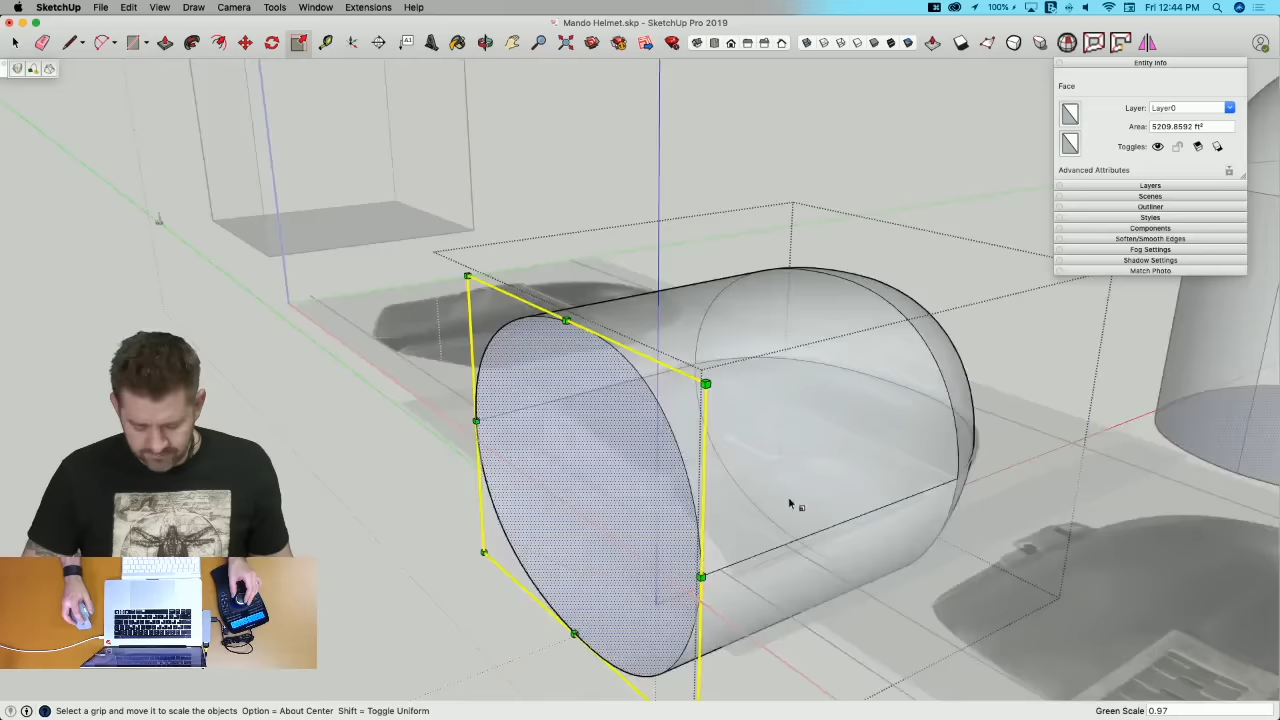 SketchUp File Edit View Draw Camera Tools Window Extensions Help
100% Fri 12:44 PM
Mando Helmet.skp - SketchUp Pro 2019
Entity Info
Face
Layer: Layer0
Area: 5209.8592 ft²
Toggles:
Advanced Attributes
Layers
Scenes
Outliner
Styles
Components
Soften/Smooth Edges
Fog Settings
Shadow Settings
Match Photo
Select a grip and move it to scale the objects Option = About Center Shift = Toggle Uniform
Green Scale 0.97